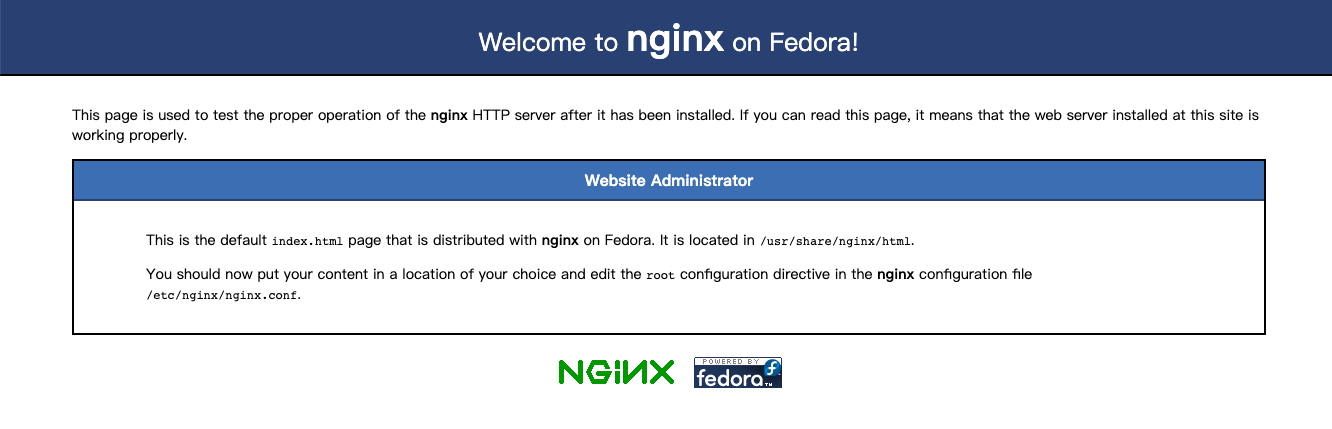 Welcome to nginx on Fedora!
This page is used to test the proper operation of the nginx HTTP server after it has been installed. If you can read this page, it means that the web server installed at this site is
working properly.
Website Administrator
This is the default index.html page that is distributed with nginx on Fedora. It is located in /usr/share/nginx/html.
You should now put your content in a location of your choice and edit the root configuration directive in the nginx configuration file
/etc/nginx/nginx.conf.
NGiNX
POWERED BY
fedora™